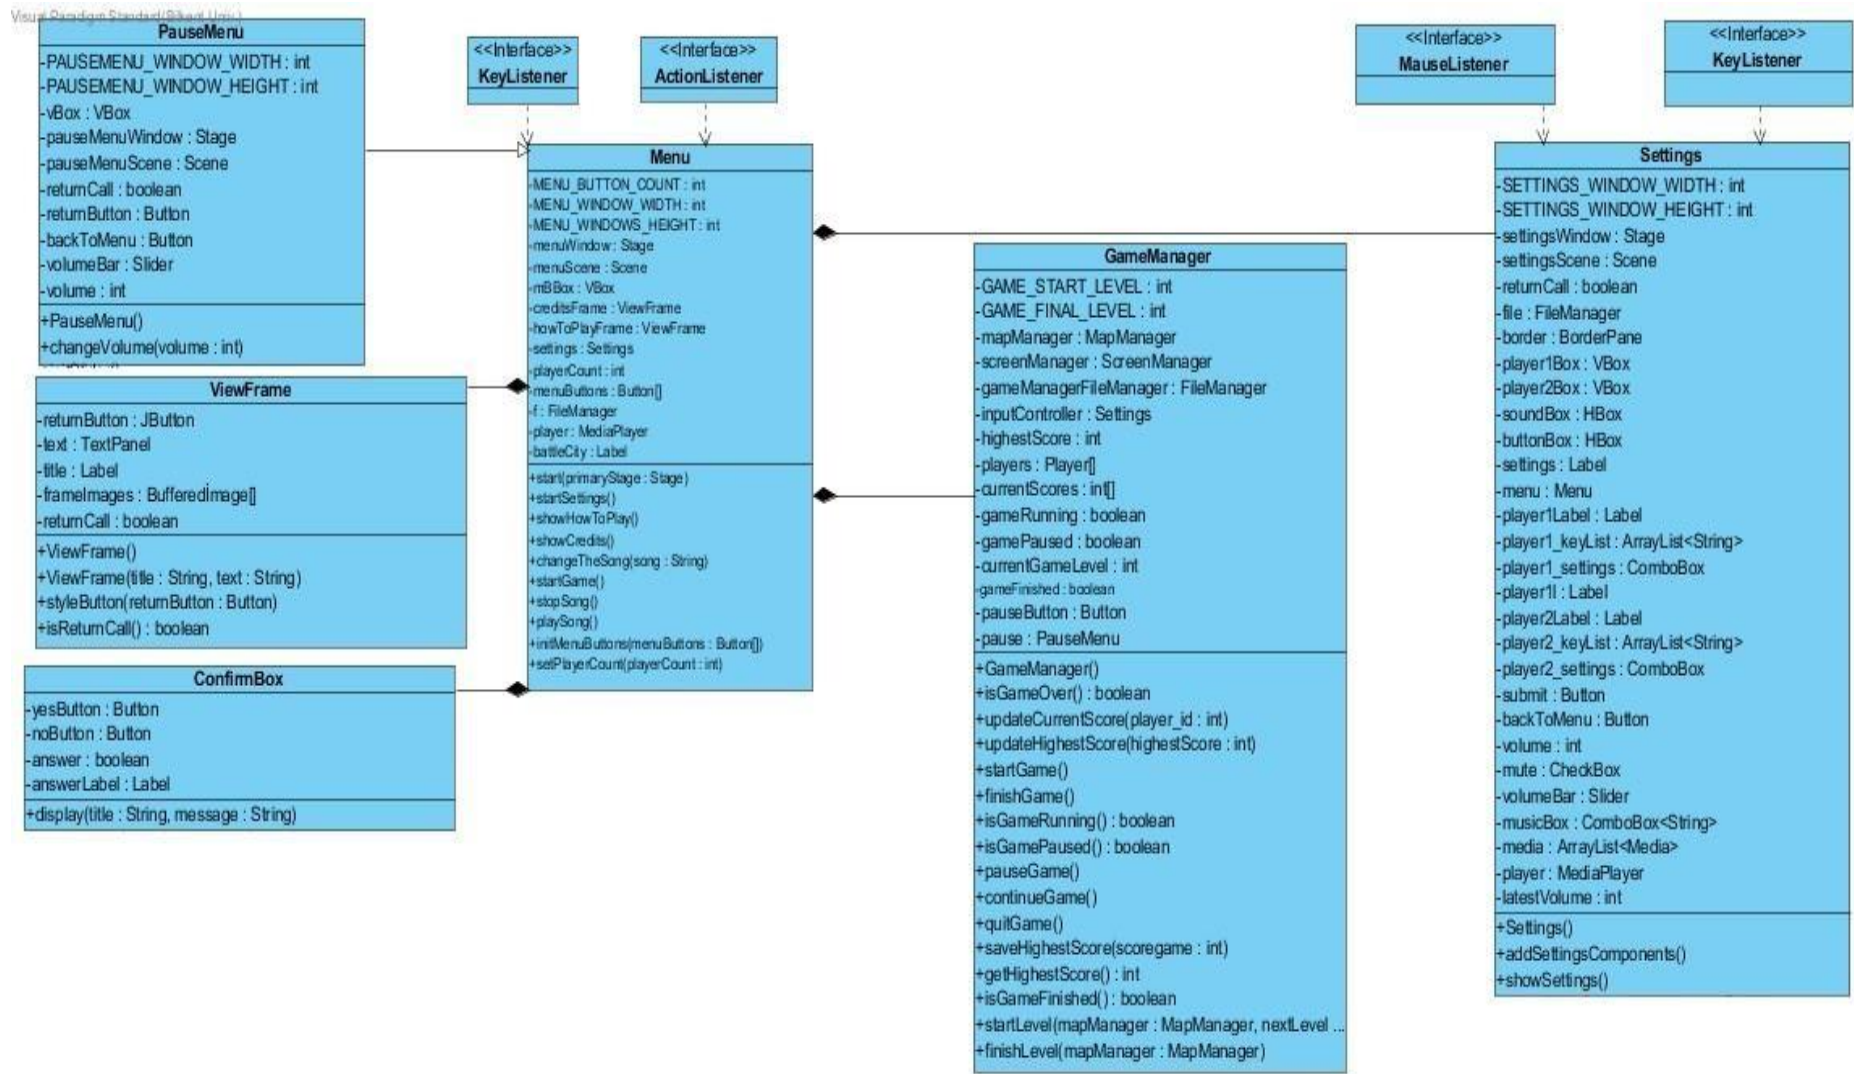 Visual Paradigm Standard(Bilkent Univ.)
PauseMenu
-PAUSEMENU_WINDOW_WIDTH : int
-PAUSEMENU_WINDOW_HEIGHT : int
-vBox : VBox
-pauseMenuWindow : Stage
-pauseMenuScene : Scene
-returnCall : boolean
-returnButton : Button
-backToMenu : Button
-volumeBar : Slider
-volume : int
+PauseMenu()
+changeVolume(volume : int)
ViewFrame
-returnButton : JButton
-text : TextPanel
-title : Label
-frameImages : Bufferedİmage[]
-returnCall : boolean
+ViewFrame()
+ViewFrame(title : String, text : String)
+styleButton(returnButton : Button)
+isReturnCall() : boolean
ConfirmBox
-yesButton : Button
-noButton : Button
-answer : boolean
-answerLabel : Label
+display(title : String, message : String)
<<Interface>>
KeyListener
<<Interface>>
ActionListener
Menu
-MENU_BUTTON_COUNT : int
-MENU_WINDOW_WIDTH : int
-MENU_WINDOWS_HEIGHT : int
-menuWindow : Stage
-menuScene : Scene
-mBBox : VBox
-creditsFrame : ViewFrame
-howToPlayFrame : ViewFrame
-settings : Settings
-playerCount : int
-menuButtons : Button[]
-f : FileManager
-player : MediaPlayer
-battleCity : Label
+start(primaryStage : Stage)
+startSettings()
+showHowToPlay()
+showCredits()
+changeTheSong(song : String)
+startGame()
+stopSong()
+playSong()
+initMenuButtons(menuButtons : Button[])
+setPlayerCount(playerCount : int)
GameManager
-GAME_START_LEVEL : int
-GAME_FINAL_LEVEL : int
-mapManager : MapManager
-screenManager : ScreenManager
-gameManagerFileManager : FileManager
-inputController : Settings
-highestScore : int
-players : Player[]
-currentScores : int[]
-gameRunning : boolean
-gamePaused : boolean
-currentGameLevel : int
-gameFinished : boolean
-pauseButton : Button
-pause : PauseMenu
+GameManager()
+isGameOver() : boolean
+updateCurrentScore(player_id : int)
+updateHighestScore(highestScore : int)
+startGame()
+finishGame()
+isGameRunning() : boolean
+isGamePaused() : boolean
+pauseGame()
+continueGame()
+quitGame()
+saveHighestScore(scoregame : int)
+getHighestScore() : int
+isGameFinished() : boolean
+startLevel(mapManager : MapManager, nextLevel ...
+finishLevel(mapManager : MapManager)
<<Interface>>
MauseListener
<<Interface>>
KeyListener
Settings
-SETTINGS_WINDOW_WIDTH : int
-SETTINGS_WINDOW_HEIGHT : int
-settingsWindow : Stage
-settingsScene : Scene
-returnCall : boolean
-file : FileManager
-border : BorderPane
-player1Box : VBox
-player2Box : VBox
-soundBox : HBox
-buttonBox : HBox
-settings : Label
-menu : Menu
-player1Label : Label
-player1_keyList : ArrayList<String>
-player1_settings : ComboBox
-player1l : Label
-player2Label : Label
-player2_keyList : ArrayList<String>
-player2_settings : ComboBox
-submit : Button
-backToMenu : Button
-volume : int
-mute : CheckBox
-volumeBar : Slider
-musicBox : ComboBox<String>
-media : ArrayList<Media>
-player : MediaPlayer
-latestVolume : int
+Settings()
+addSettingsComponents()
+showSettings()